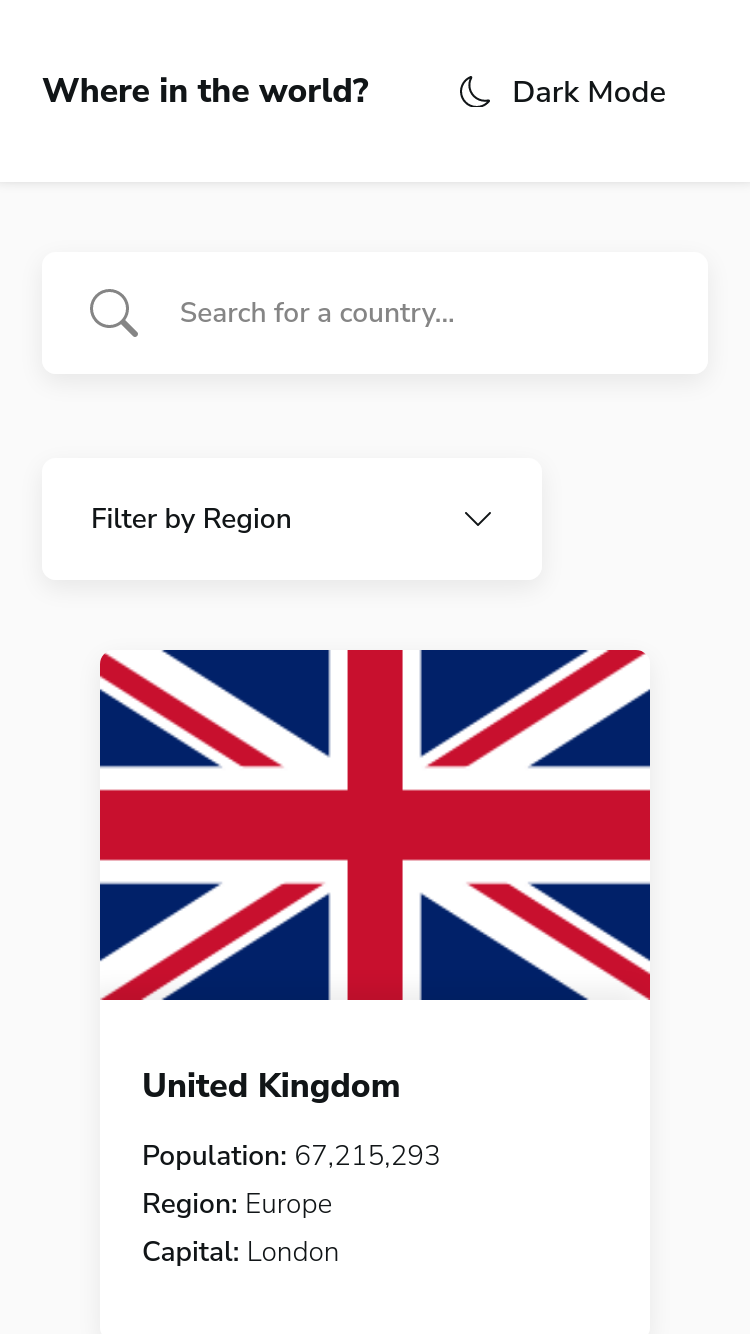 Where in the world?
Dark Mode
Search for a country...
Filter by Region
United Kingdom
Population: 67,215,293
Region: Europe
Capital: London